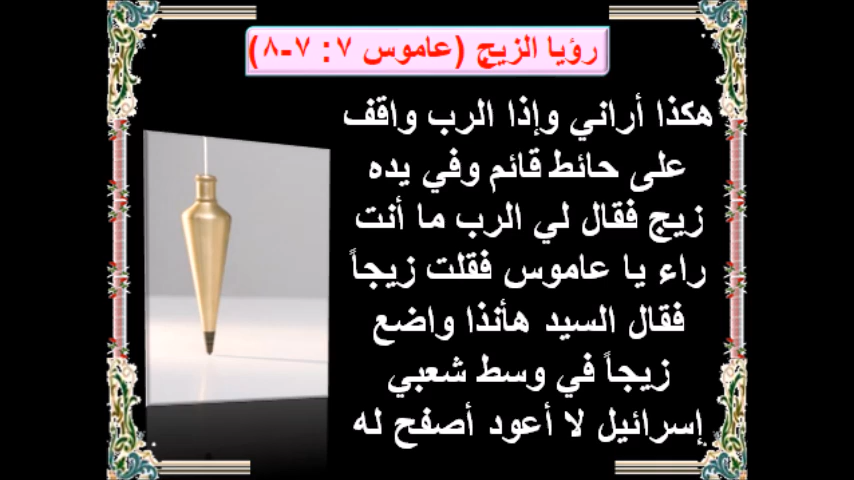 رؤيا الزيج (عاموس ٧: ٧-٨)
هكذا أراني وإذا الرب واقف
على حائط قائم وفي يده
زيج فقال لي الرب ما أنت
راء يا عاموس فقلت زيجاً
فقال السيد هأنذا واضع
زيجاً في وسط شعبي
إسرائيل لا أعود أصفح له